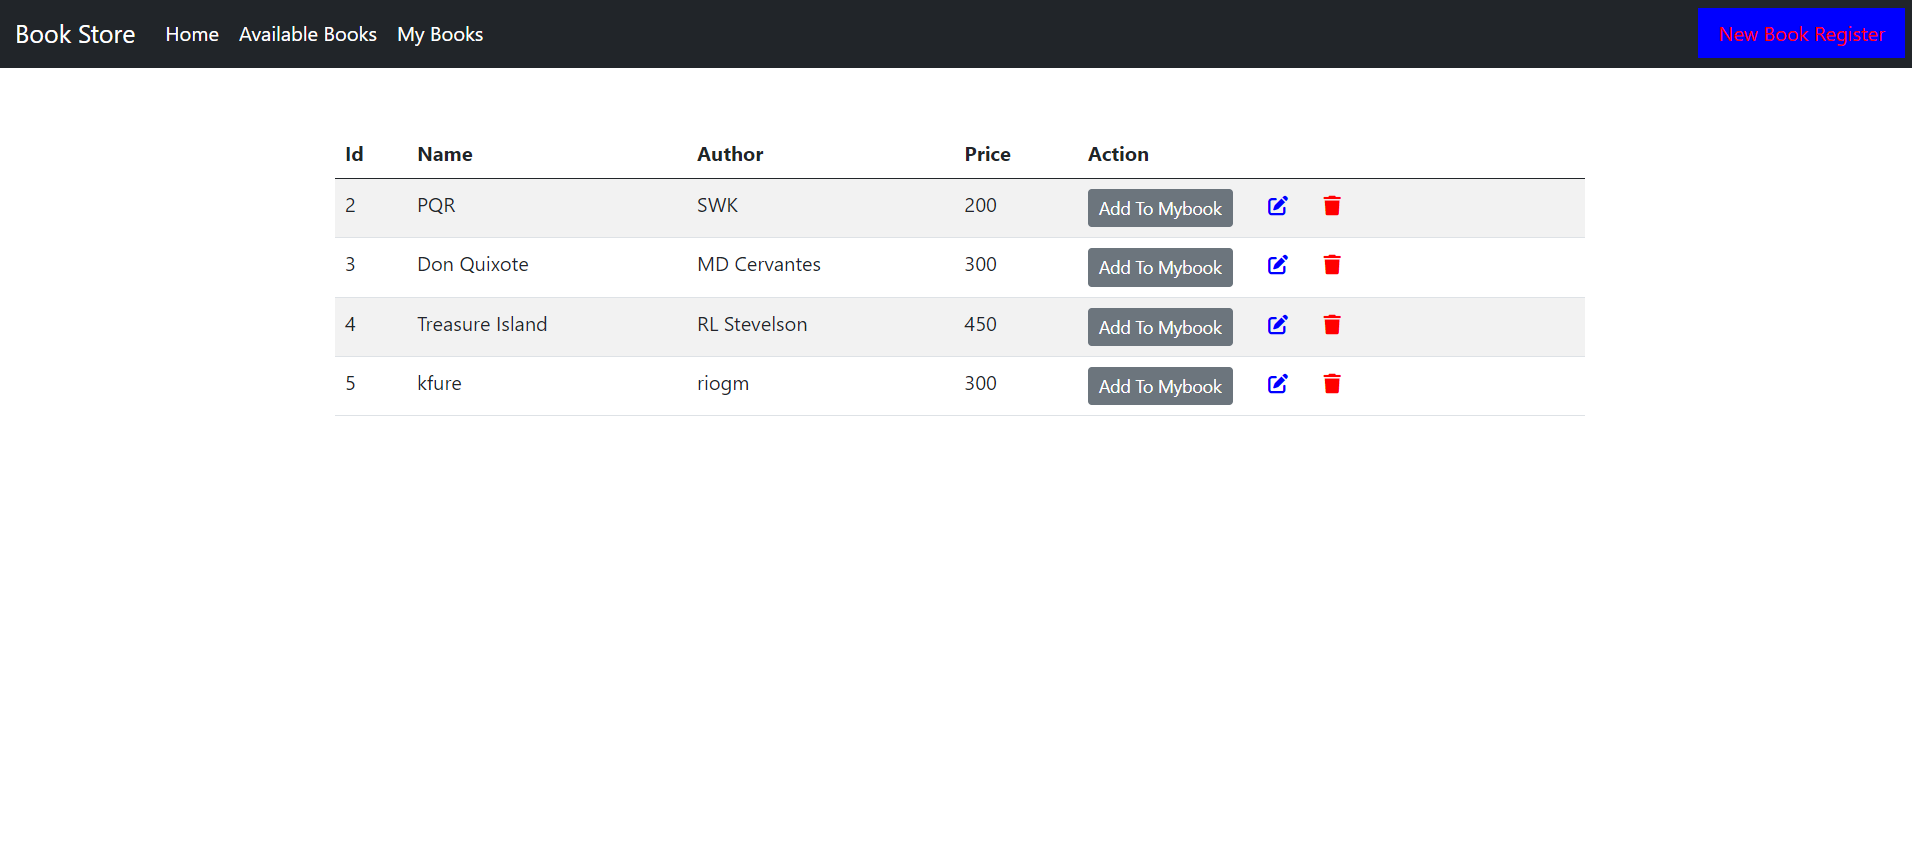 Book Store Home Available Books My Books New Book Register
Id Name Author Price Action
2 PQR SWK 200 Add To Mybook
3 Don Quixote MD Cervantes 300 Add To Mybook
4 Treasure Island RL Stevelson 450 Add To Mybook
5 kfure riogm 300 Add To Mybook